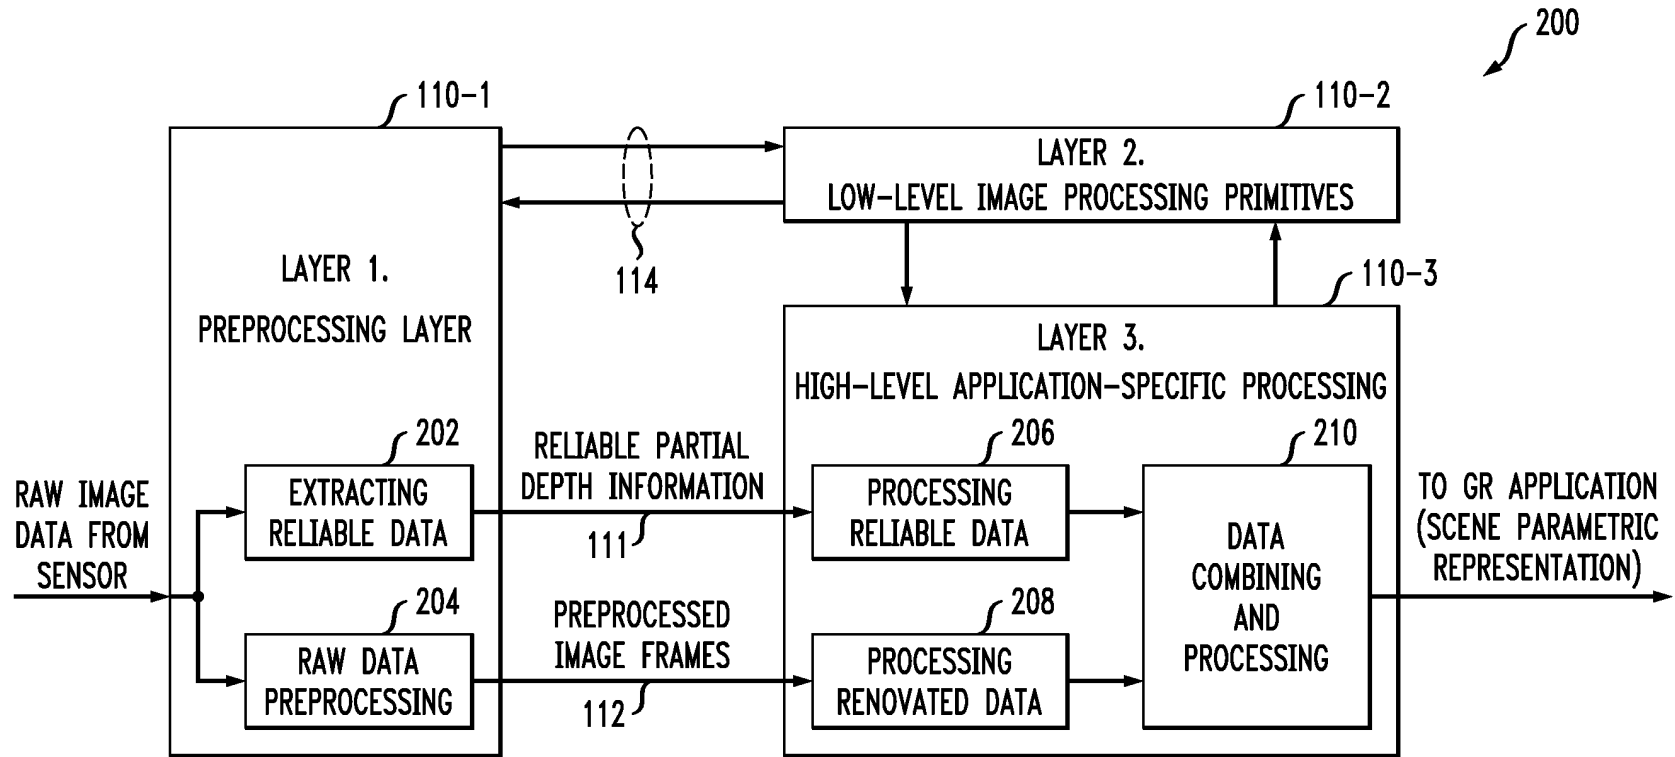 200
110-1
110-2
LAYER 2.
LOW-LEVEL IMAGE PROCESSING PRIMITIVES
114
LAYER 1.
PREPROCESSING LAYER
110-3
LAYER 3.
HIGH-LEVEL APPLICATION-SPECIFIC PROCESSING
RAW IMAGE
DATA FROM
SENSOR
202
EXTRACTING
RELIABLE DATA
RELIABLE PARTIAL
DEPTH INFORMATION
111
206
PROCESSING
RELIABLE DATA
204
RAW DATA
PREPROCESSING
PREPROCESSED
IMAGE FRAMES
112
208
PROCESSING
RENOVATED DATA
210
DATA
COMBINING
AND
PROCESSING
TO GR APPLICATION
(SCENE PARAMETRIC
REPRESENTATION)